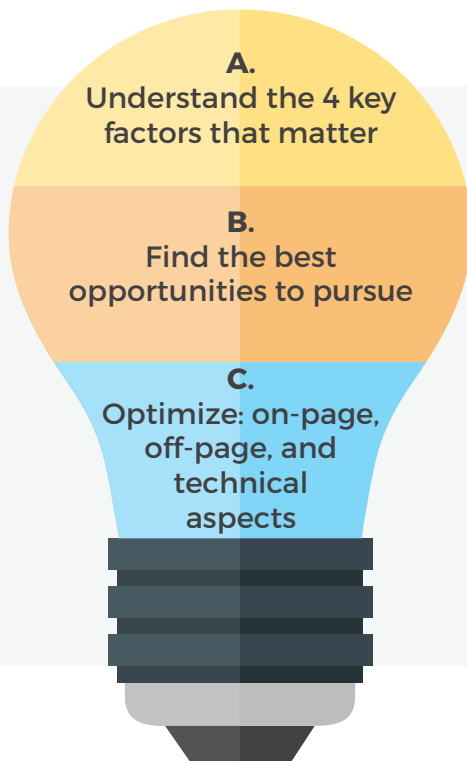 A.
Understand the 4 key
factors that matter
B.
Find the best
opportunities to pursue
C.
Optimize: on-page,
off-page, and
technical
aspects